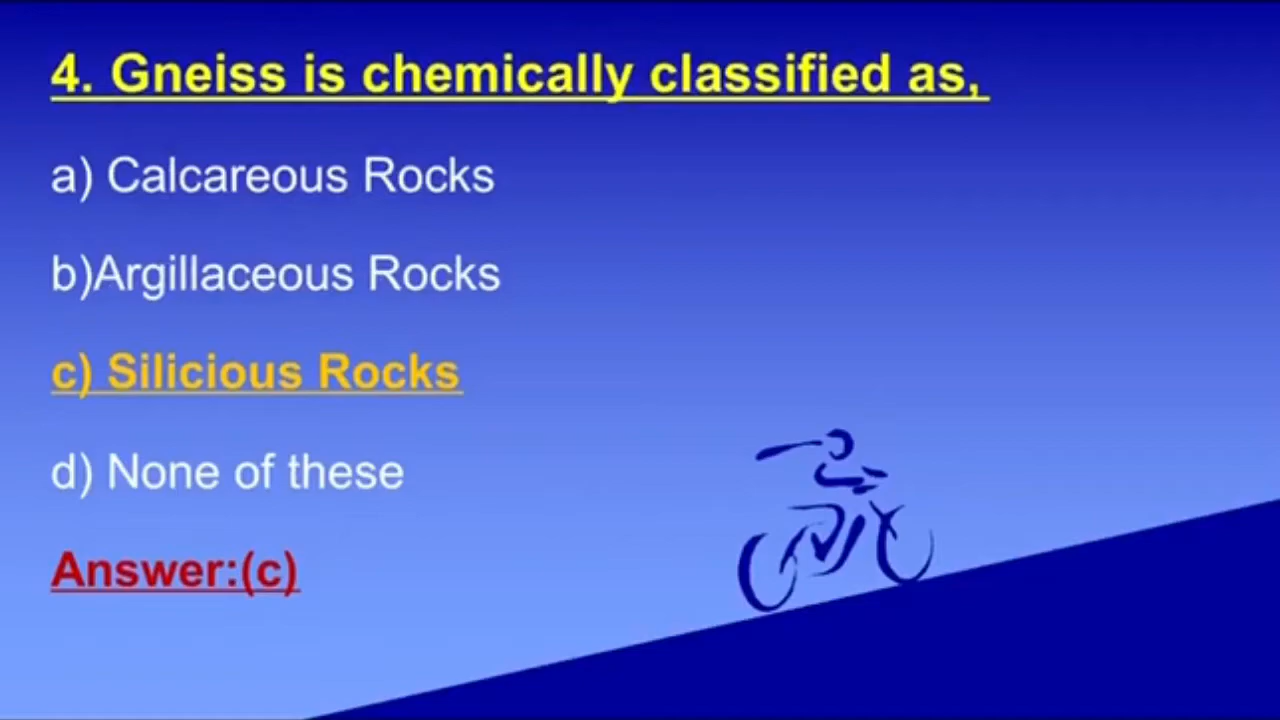 4. Gneiss is chemically classified as,
a) Calcareous Rocks
b)Argillaceous Rocks
c) Silicious Rocks
d) None of these
Answer:(c)